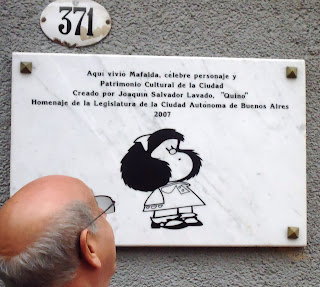 371
Aquí vivió Mafalda, célebre personaje y
Patrimonio Cultural de la Ciudad
Creado por Joaquín Salvador Lavado, "Quino"
Homenaje de la Legislatura de la Ciudad Autónoma de Buenos Aires
2007